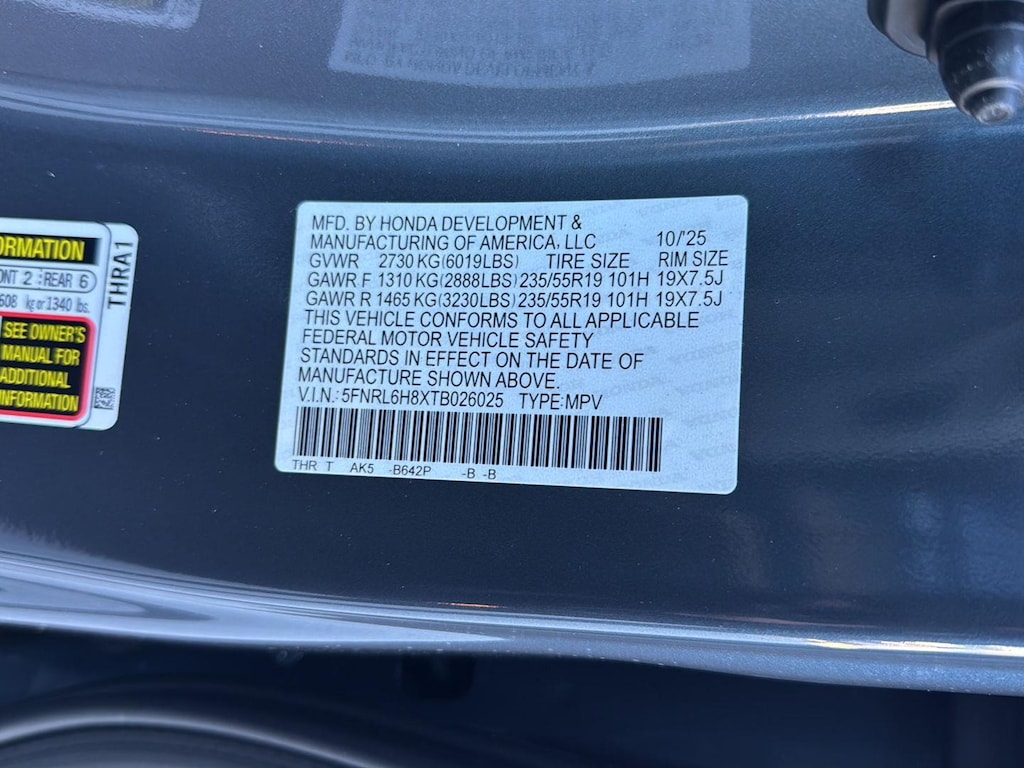 MFD. BY HONDA DEVELOPMENT &
MANUFACTURING OF AMERICA, LLC 10/'25
GVWR 2730 KG (6019LBS) TIRE SIZE RIM SIZE
GAWR F 1310 KG (2888LBS) 235/55R19 101H 19X7.5J
GAWR R 1465 KG (3230LBS) 235/55R19 101H 19X7.5J
THIS VEHICLE CONFORMS TO ALL APPLICABLE
FEDERAL MOTOR VEHICLE SAFETY
STANDARDS IN EFFECT ON THE DATE OF
MANUFACTURE SHOWN ABOVE.
V.I.N.: 5FNRL6H8XTB026025 TYPE:MPV
THR T AK5 -B642P -B -B
2 REAR 6
kg or 1340 lbs.
SEE OWNER'S
MANUAL FOR
INFORMATION
THRA1